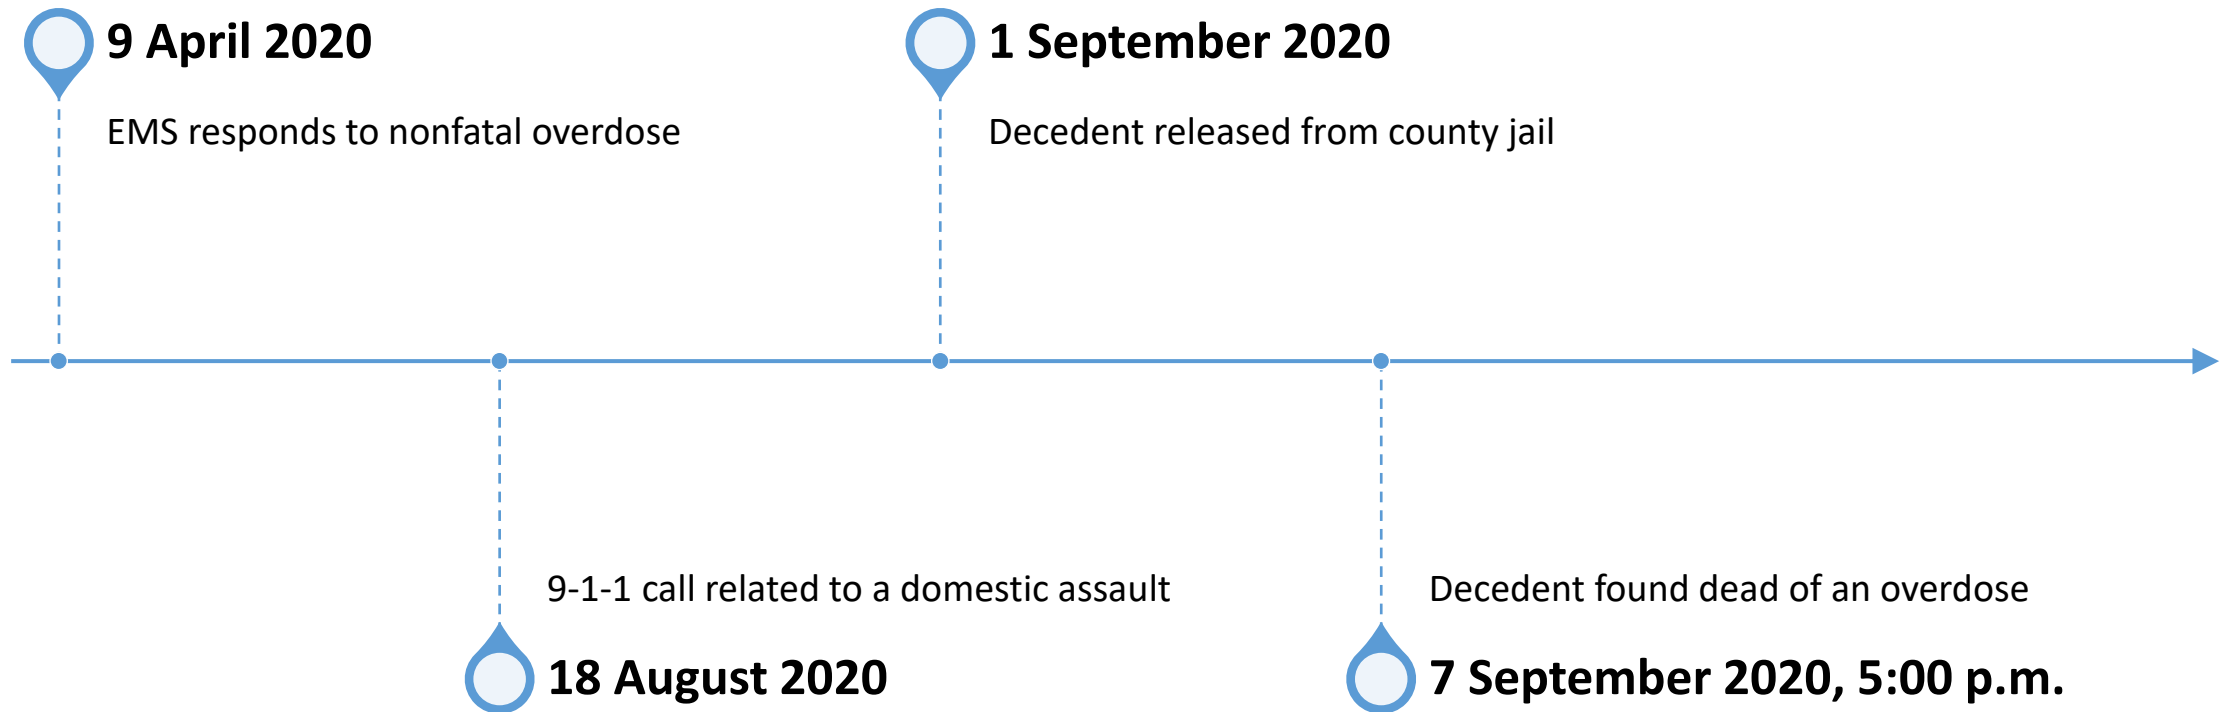 9 April 2020
EMS responds to nonfatal overdose
1 September 2020
Decedent released from county jail
9-1-1 call related to a domestic assault
18 August 2020
Decedent found dead of an overdose
7 September 2020, 5:00 p.m.